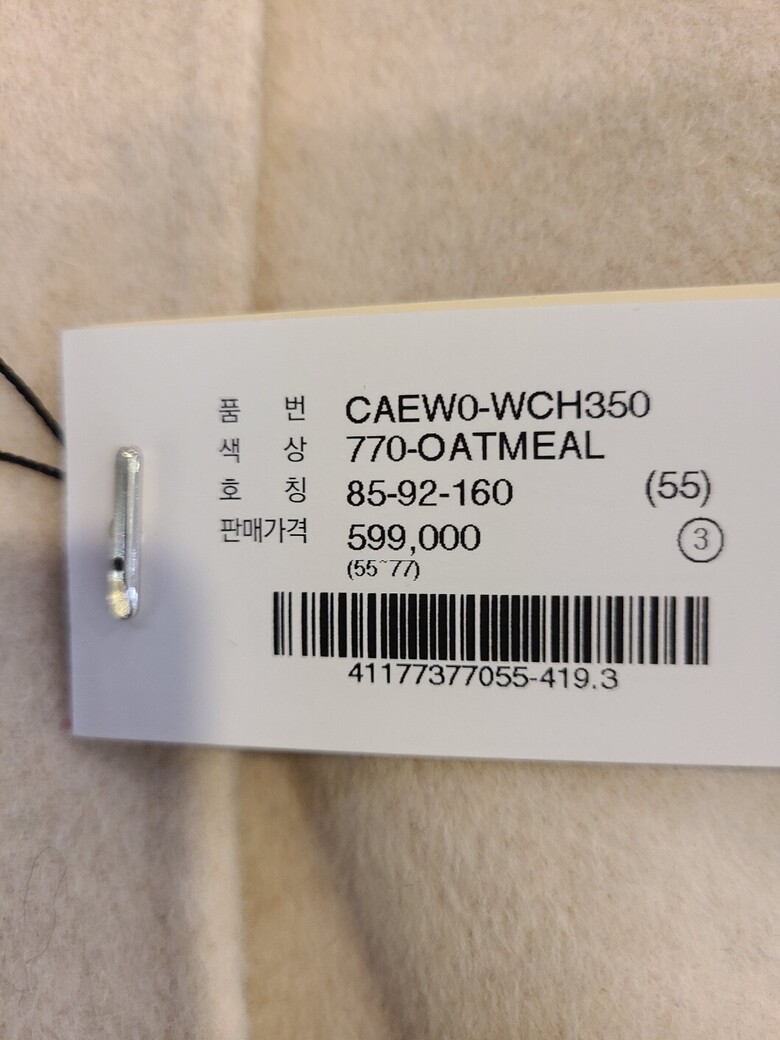 품 번 CAEW0-WCH350
색 상 770-OATMEAL
호 칭 85-92-160 (55)
판매가격 599,000 ③
(55~77)
41177377055-419.3